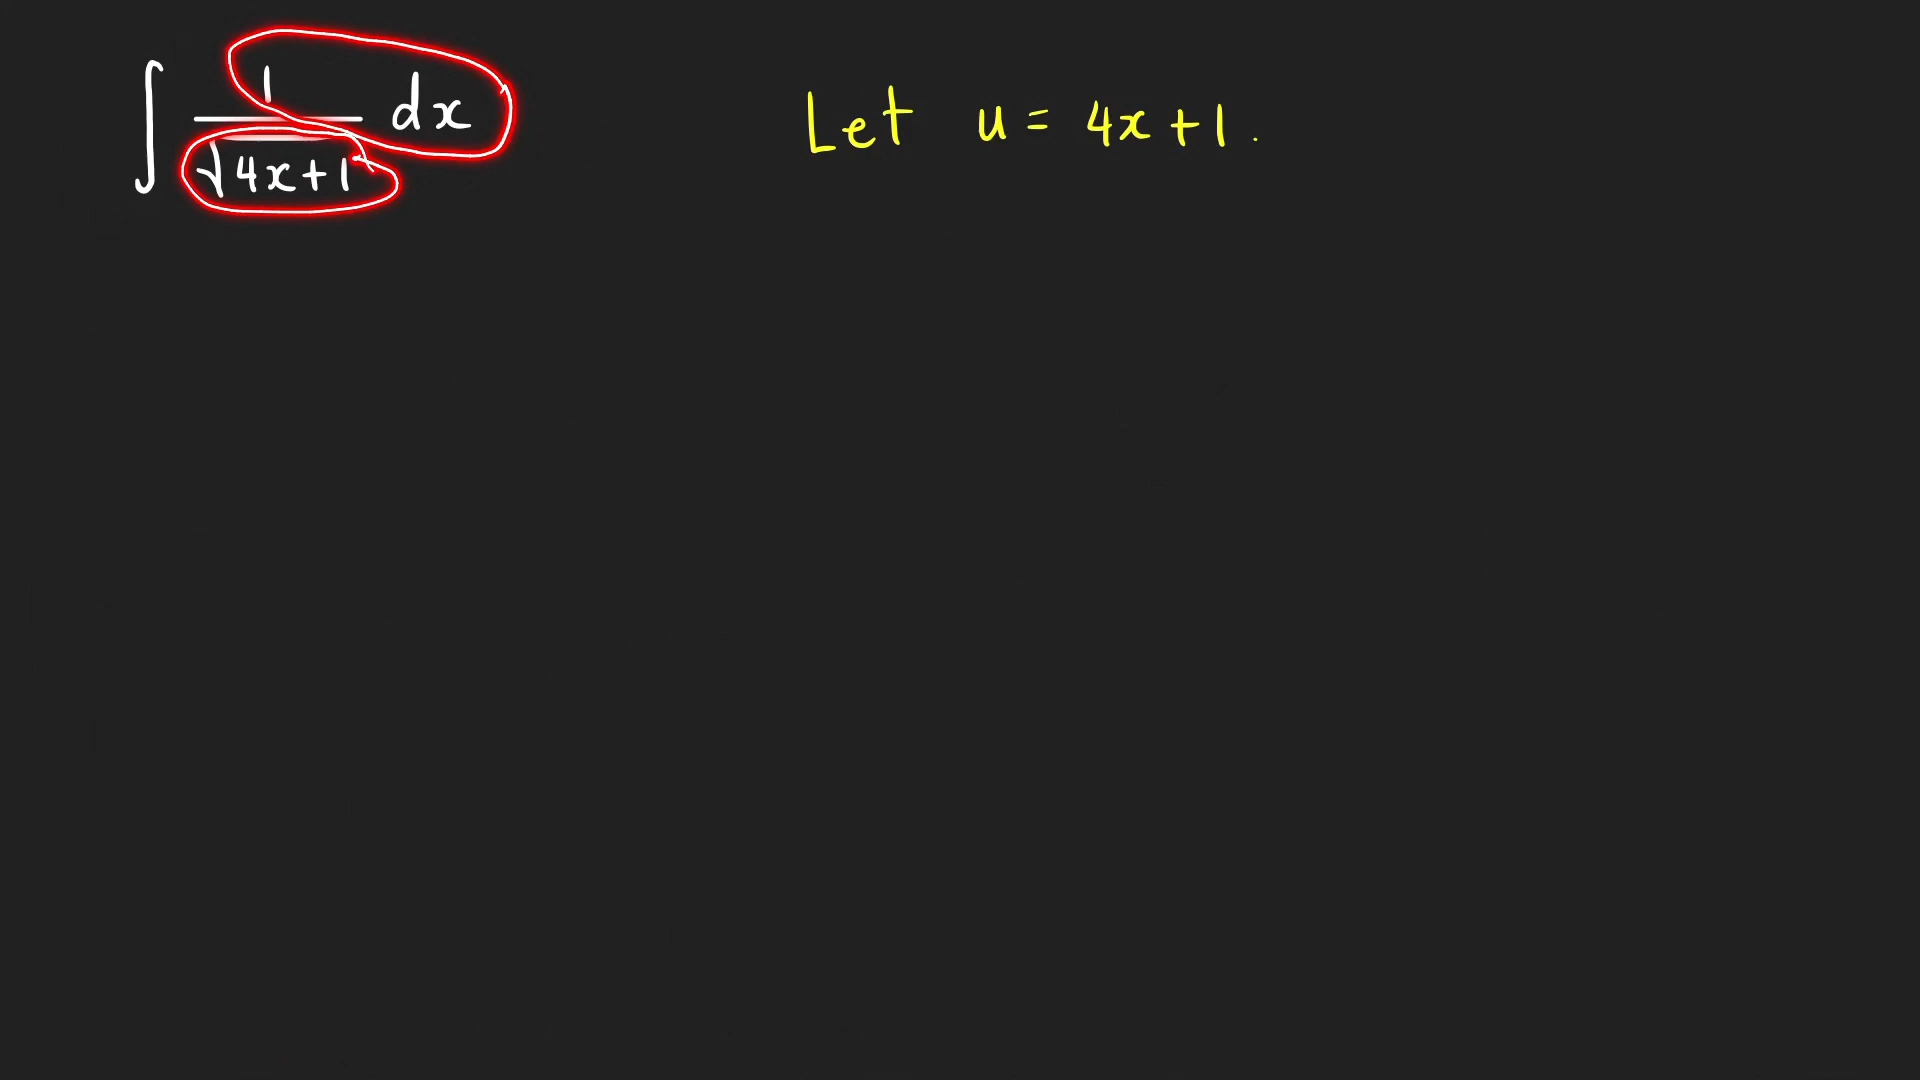 ∫ 1/√(4x+1) dx
Let u = 4x + 1.